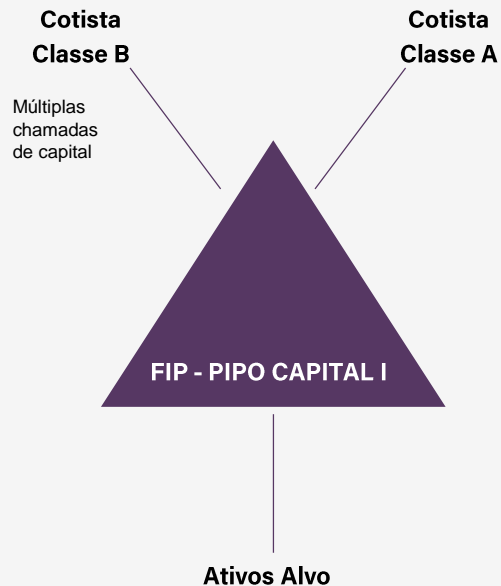 Cotista
Classe B
Cotista
Classe A
Múltiplas
chamadas
de capital
FIP - PIPO CAPITAL I
Ativos Alvo